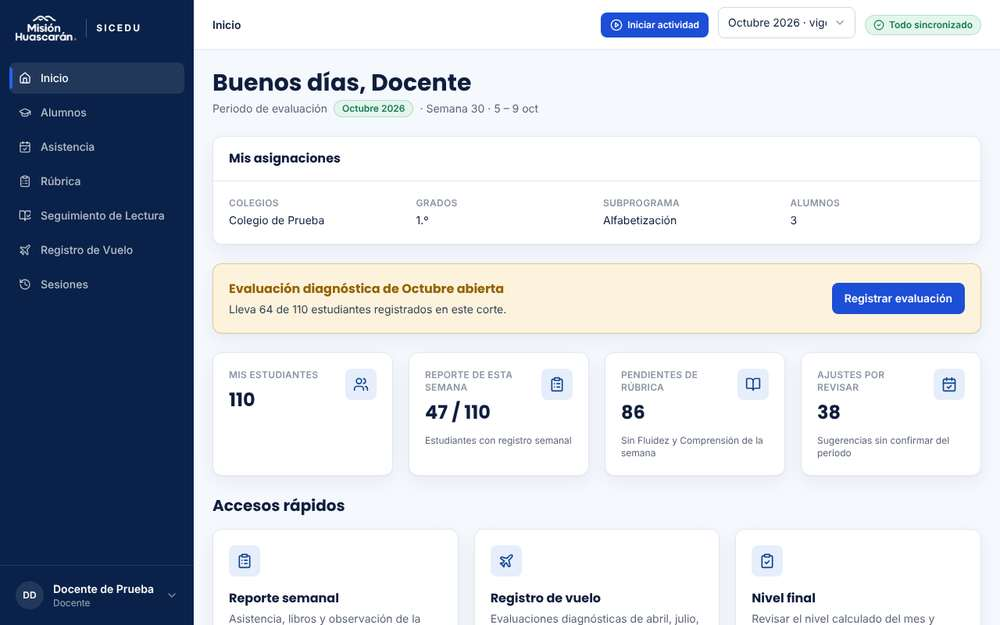 Misión
Huascarán.
SICEDU
Inicio
Alumnos
Asistencia
Rúbrica
Seguimiento de Lectura
Registro de Vuelo
Sesiones
DD
Docente de Prueba
Docente
Inicio
Iniciar actividad
Octubre 2026 · vig
Todo sincronizado
Buenos días, Docente
Periodo de evaluación Octubre 2026 · Semana 30 · 5 – 9 oct
Mis asignaciones
COLEGIOS
Colegio de Prueba
GRADOS
1.º
SUBPROGRAMA
Alfabetización
ALUMNOS
3
Evaluación diagnóstica de Octubre abierta
Lleva 64 de 110 estudiantes registrados en este corte.
Registrar evaluación
MIS ESTUDIANTES
110
REPORTE DE ESTA
SEMANA
47 / 110
Estudiantes con registro semanal
PENDIENTES DE
RÚBRICA
86
Sin Fluidez y Comprensión de la
semana
AJUSTES POR
REVISAR
38
Sugerencias sin confirmar del
periodo
Accesos rápidos
Reporte semanal
Asistencia, libros y observación de la
Registro de vuelo
Evaluaciones diagnósticas de abril, julio,
Nivel final
Revisar el nivel calculado del mes y